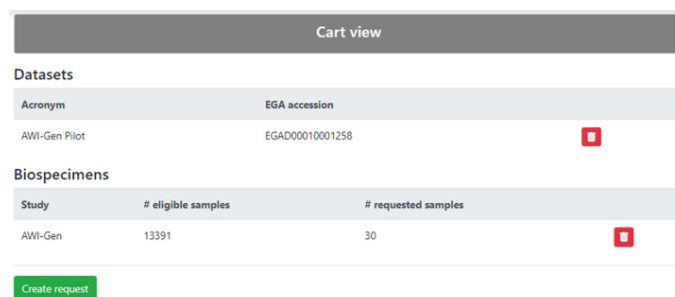 Cart view
Datasets
Acronym EGA accession
AWI-Gen Pilot EGAD00010001258
Biospecimens
Study # eligible samples # requested samples
AWI-Gen 13391 30
Create request